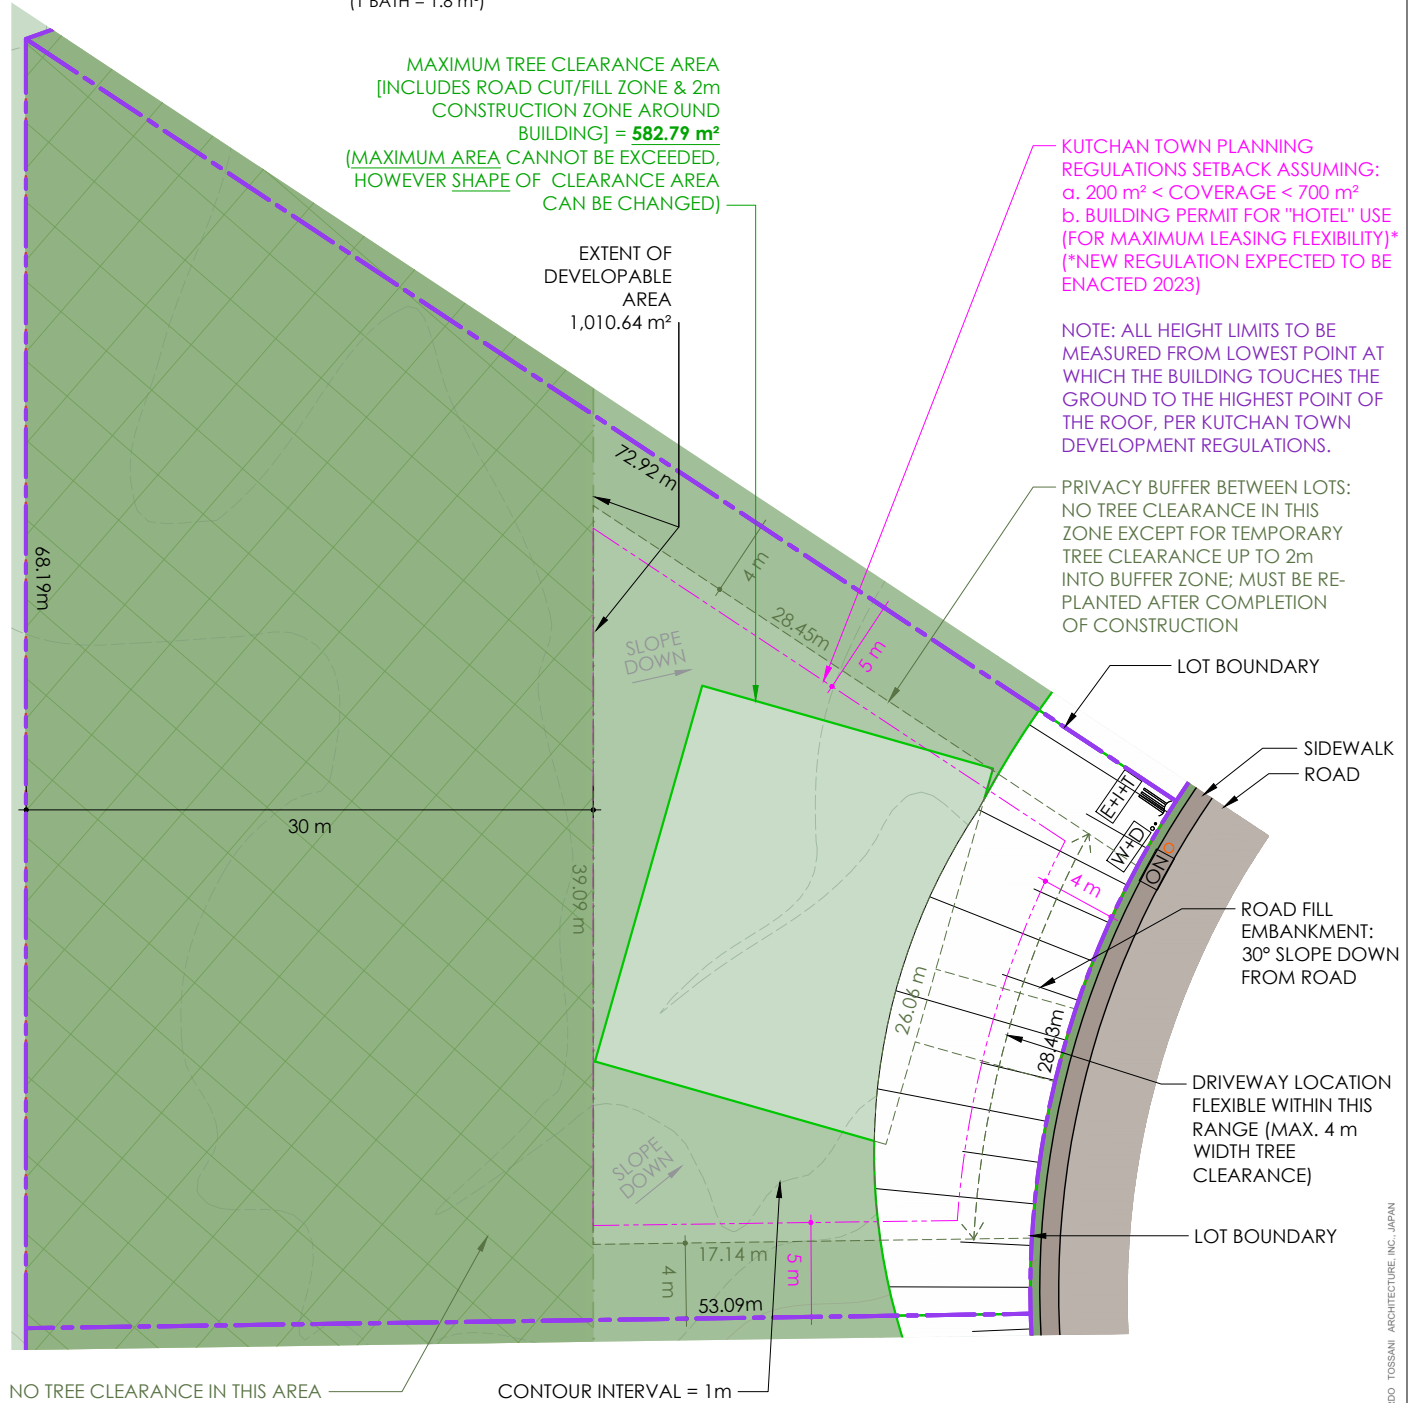 (1 BATH = 1.8 m²)
MAXIMUM TREE CLEARANCE AREA
[INCLUDES ROAD CUT/FILL ZONE & 2m
CONSTRUCTION ZONE AROUND
BUILDING] = 582.79 m²
(MAXIMUM AREA CANNOT BE EXCEEDED,
HOWEVER SHAPE OF CLEARANCE AREA
CAN BE CHANGED)
EXTENT OF
DEVELOPABLE
AREA
1,010.64 m²
KUTCHAN TOWN PLANNING
REGULATIONS SETBACK ASSUMING:
a. 200 m² < COVERAGE < 700 m²
b. BUILDING PERMIT FOR "HOTEL" USE
(FOR MAXIMUM LEASING FLEXIBILITY)*
(*NEW REGULATION EXPECTED TO BE
ENACTED 2023)
NOTE: ALL HEIGHT LIMITS TO BE
MEASURED FROM LOWEST POINT AT
WHICH THE BUILDING TOUCHES THE
GROUND TO THE HIGHEST POINT OF
THE ROOF, PER KUTCHAN TOWN
DEVELOPMENT REGULATIONS.
PRIVACY BUFFER BETWEEN LOTS:
NO TREE CLEARANCE IN THIS
ZONE EXCEPT FOR TEMPORARY
TREE CLEARANCE UP TO 2m
INTO BUFFER ZONE; MUST BE RE-
PLANTED AFTER COMPLETION
OF CONSTRUCTION
LOT BOUNDARY
SIDEWALK
ROAD
72.92 m
68.19m
4 m
28.45m
5 m
SLOPE
DOWN
E+I+T
W+D
ON
30 m
39.09 m
4 m
ROAD FILL
EMBANKMENT:
30° SLOPE DOWN
FROM ROAD
26.06 m
28.43m
DRIVEWAY LOCATION
FLEXIBLE WITHIN THIS
RANGE (MAX. 4 m
WIDTH TREE
CLEARANCE)
SLOPE
DOWN
LOT BOUNDARY
17.14 m
4 m
5 m
53.09m
NO TREE CLEARANCE IN THIS AREA
CONTOUR INTERVAL = 1m
TOSSANI ARCHITECTURE, INC., JAPAN